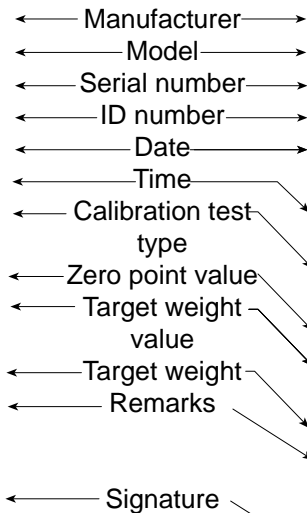 Manufacturer
Model
Serial number
ID number
Date
Time
Calibration test
type
Zero point value
Target weight
value
Target weight
Remarks
Signature